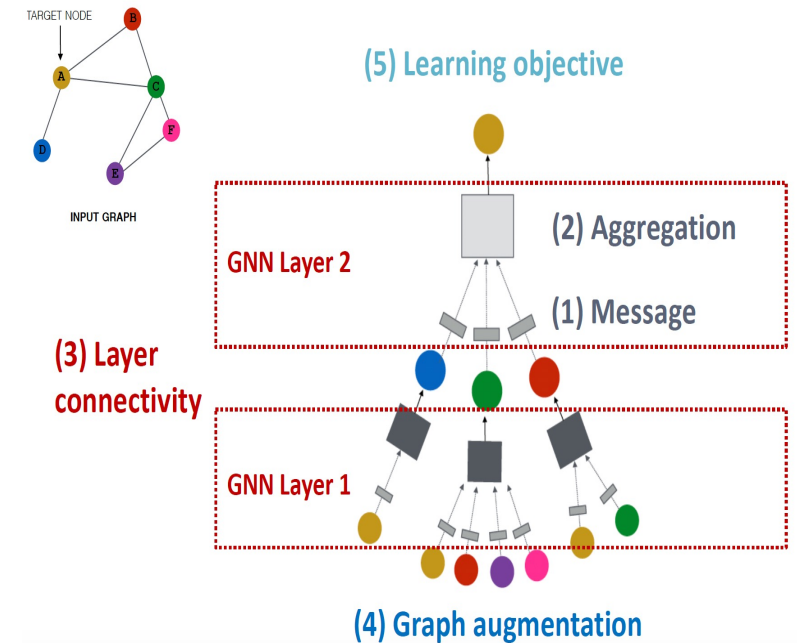 TARGET NODE
B
A
C
F
D
E
INPUT GRAPH
(5) Learning objective
(2) Aggregation
GNN Layer 2
(1) Message
(3) Layer
connectivity
GNN Layer 1
(4) Graph augmentation